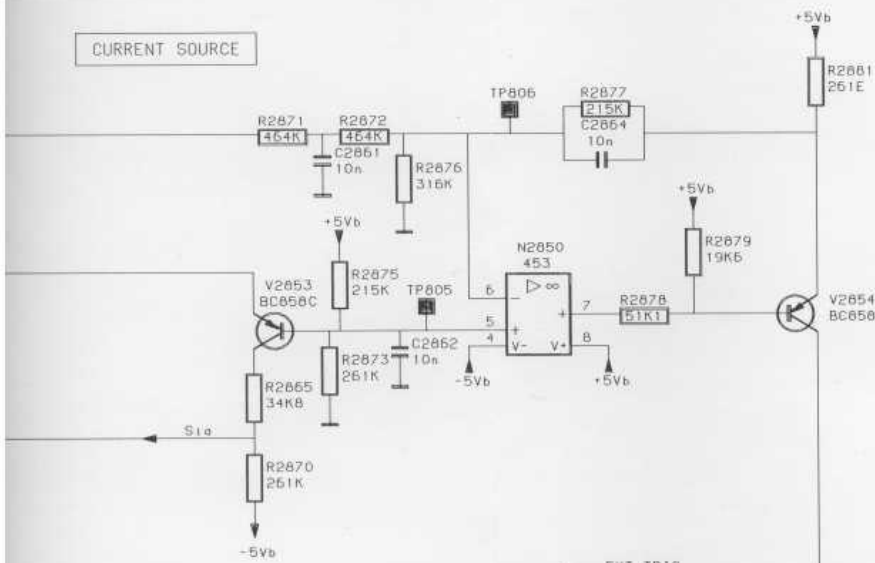 CURRENT SOURCE
+5Vb
R2881
261E
TP806
R2877
215K
C2864
10n
R2871
464K
R2872
464K
C2861
10n
R2876
316K
+5Vb
+5Vb
R2879
19K6
N2850
453
R2875
215K
TP805
V2853
BC858C
6
-
▷ ∞
5
+
+
7
R2878
51K1
V2854
BC858
4
V-
V+
8
C2862
10n
R2873
261K
-5Vb
+5Vb
R2865
34K8
Sia
R2870
261K
-5Vb